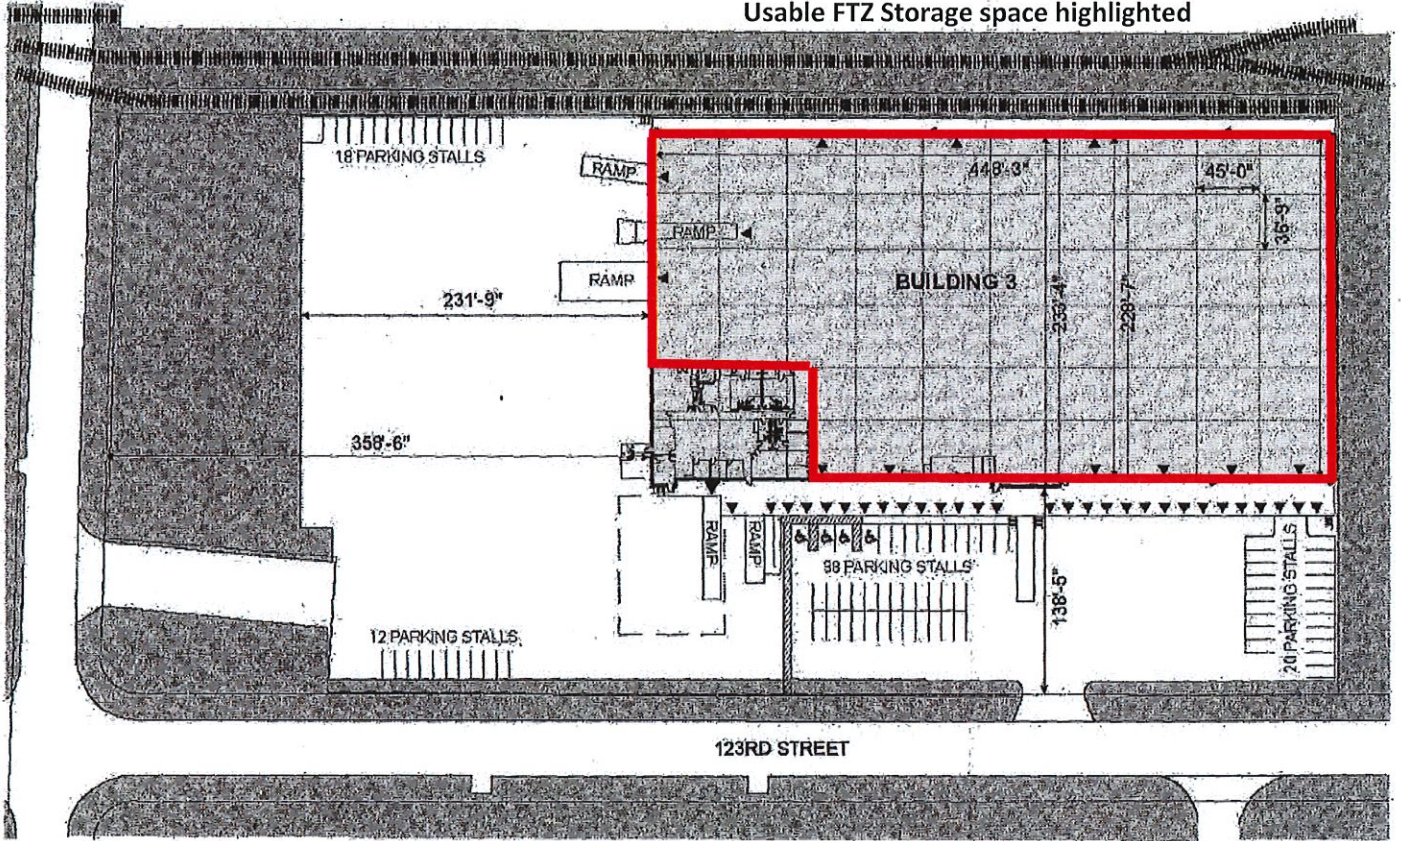 Usable FTZ Storage space highlighted
18 PARKING STALLS
RAMP
448'-3"
45'-0"
36'-9"
RAMP
RAMP
BUILDING 3
231'-9"
233'-4"
228'-7"
358'-6"
RAMP
RAMP
98 PARKING STALLS
138'-5"
20 PARKING STALLS
12 PARKING STALLS
123RD STREET